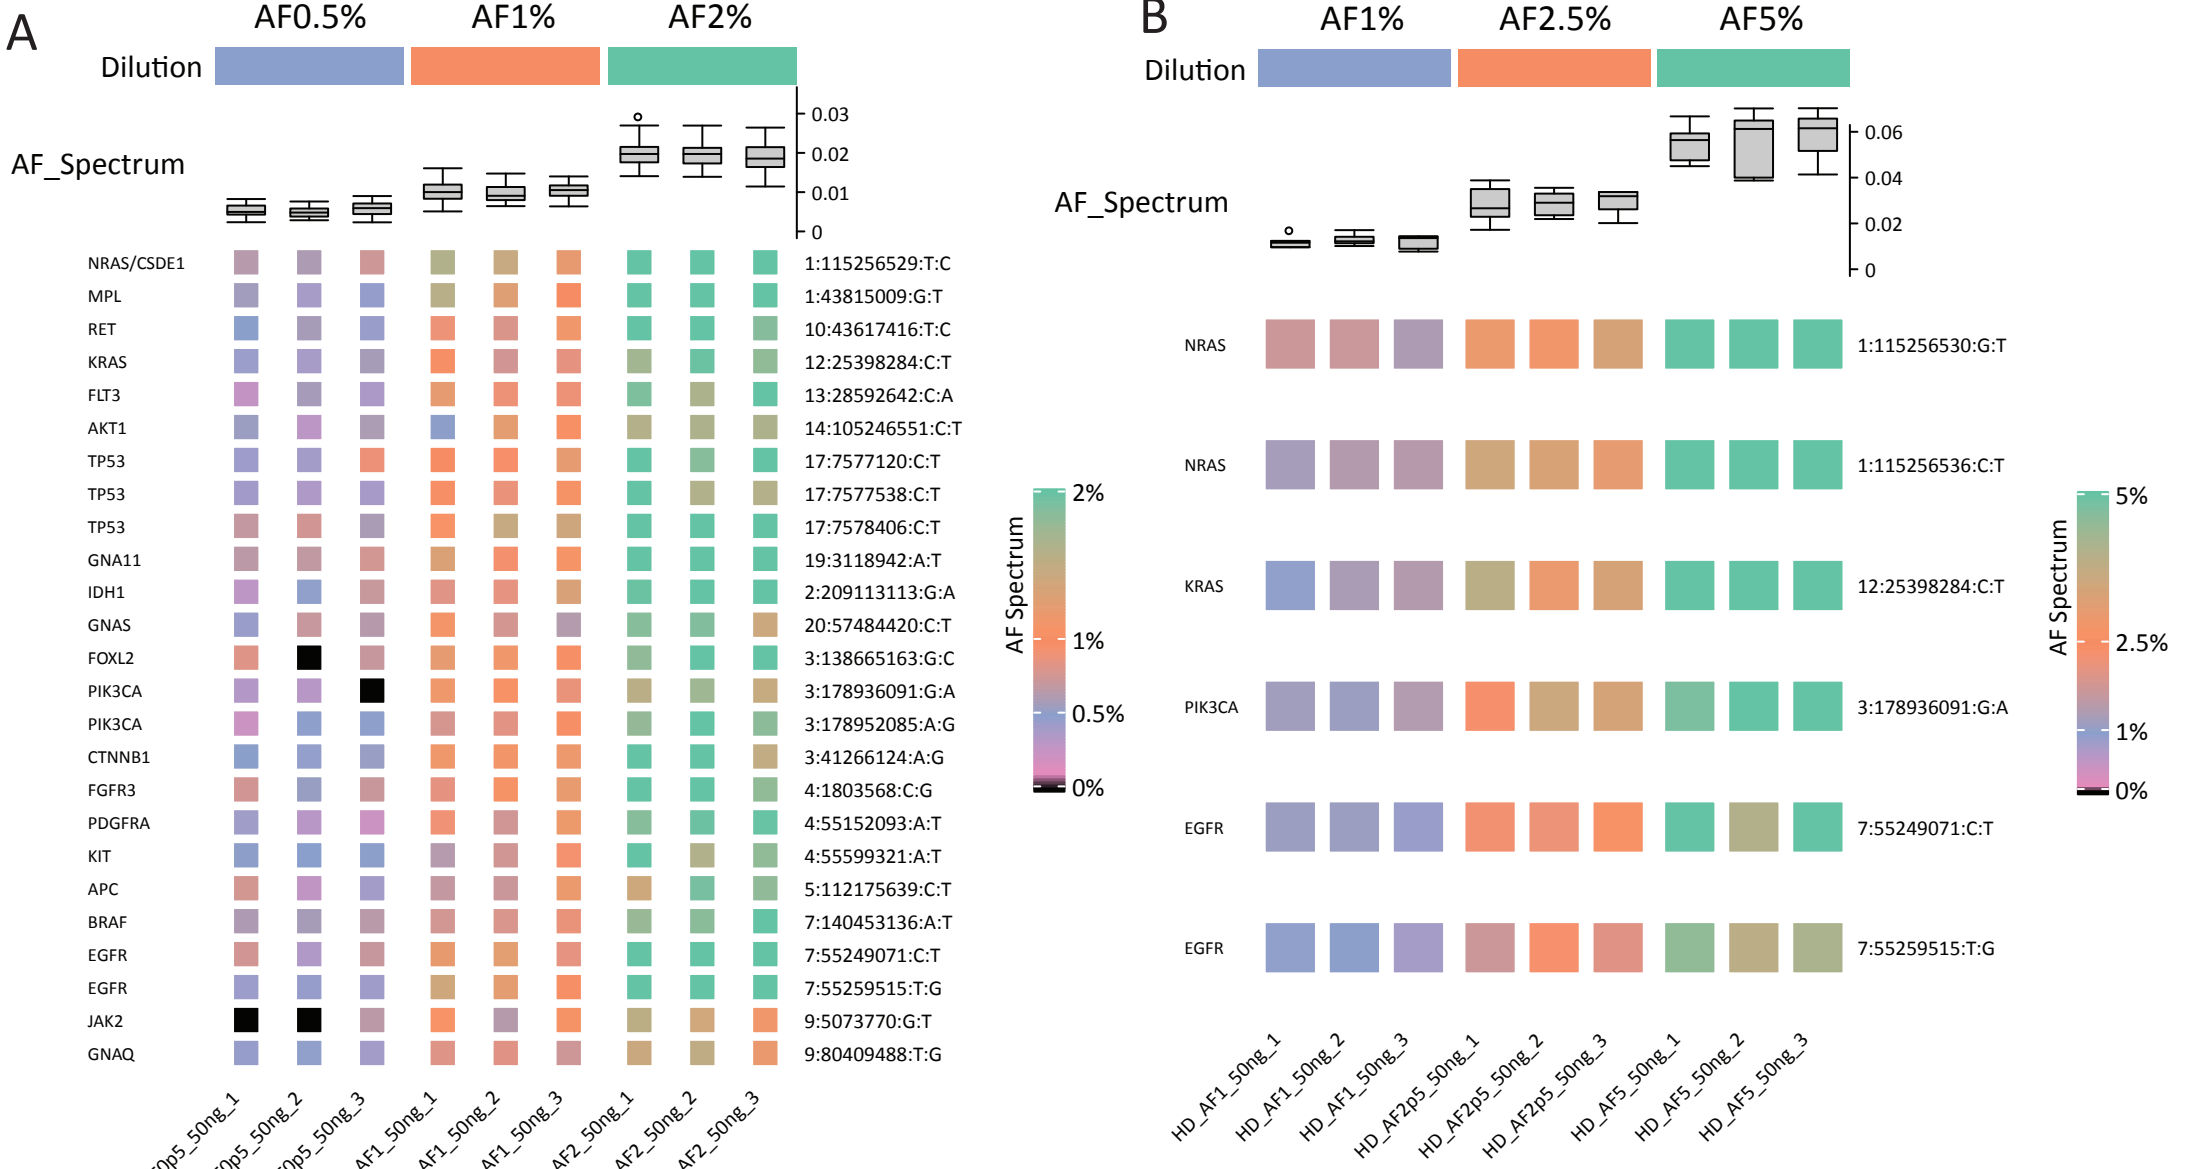 A
AF0.5% AF1% AF2%
Dilution
AF_Spectrum
0.03
0.02
0.01
0
NRAS/CSDE1 1:115256529:T:C
MPL 1:43815009:G:T
RET 10:43617416:T:C
KRAS 12:25398284:C:T
FLT3 13:28592642:C:A
AKT1 14:105246551:C:T
TP53 17:7577120:C:T
TP53 17:7577538:C:T
TP53 17:7578406:C:T
GNA11 19:3118942:A:T
IDH1 2:209113113:G:A
GNAS 20:57484420:C:T
FOXL2 3:138665163:G:C
PIK3CA 3:178936091:G:A
PIK3CA 3:178952085:A:G
CTNNB1 3:41266124:A:G
FGFR3 4:1803568:C:G
PDGFRA 4:55152093:A:T
KIT 4:55599321:A:T
APC 5:112175639:C:T
BRAF 7:140453136:A:T
EGFR 7:55249071:C:T
EGFR 7:55259515:T:G
JAK2 9:5073770:G:T
GNAQ 9:80409488:T:G
0p5_50ng_1
0p5_50ng_2
0p5_50ng_3
AF1_50ng_1
AF1_50ng_2
AF1_50ng_3
AF2_50ng_1
AF2_50ng_2
AF2_50ng_3
AF Spectrum
2%
1%
0.5%
0%
B
AF1% AF2.5% AF5%
Dilution
AF_Spectrum
0.06
0.04
0.02
0
NRAS 1:115256530:G:T
NRAS 1:115256536:C:T
KRAS 12:25398284:C:T
PIK3CA 3:178936091:G:A
EGFR 7:55249071:C:T
EGFR 7:55259515:T:G
HD_AF1_50ng_1
HD_AF1_50ng_2
HD_AF1_50ng_3
HD_AF2p5_50ng_1
HD_AF2p5_50ng_2
HD_AF2p5_50ng_3
HD_AF5_50ng_1
HD_AF5_50ng_2
HD_AF5_50ng_3
AF Spectrum
5%
2.5%
1%
0%